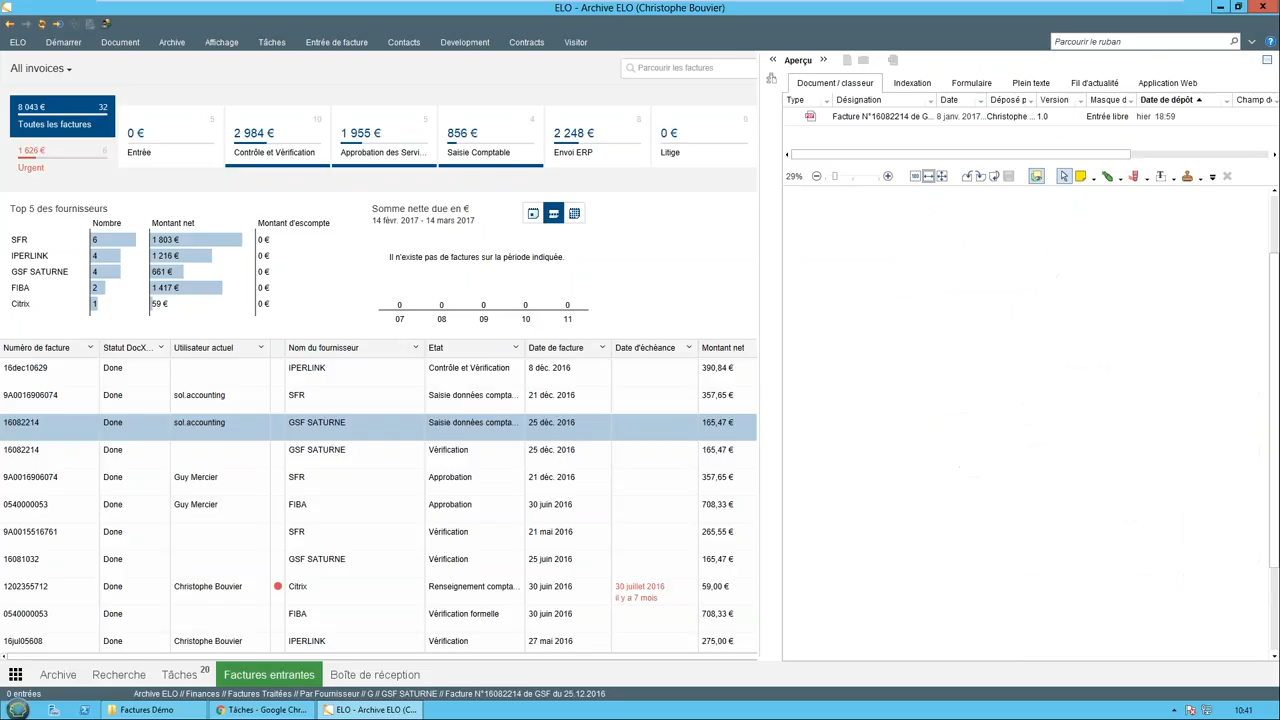 ELO - Archive ELO (Christophe Bouvier)
ELO Démarrer Document Archive Affichage Tâches Entrée de facture Contacts Development Contracts Visitor Parcourir le ruban
All invoices Parcourir les factures
« Aperçu »
Document / classeur Indexation Formulaire Plein texte Fil d'actualité Application Web
Type Désignation Date Déposé p... Version Masque d... Date de dépôt Champ de
Facture N°16082214 de G... 8 janv. 2017... Christophe ... 1.0 Entrée libre hier 18:59
29%
8 043 € 32
Toutes les factures
1 626 € 6
Urgent
5
0 €
Entrée
10
2 984 €
Contrôle et Vérification
5
1 955 €
Approbation des Servi...
4
856 €
Saisie Comptable
8
2 248 €
Envoi ERP
0
0 €
Litige
Top 5 des fournisseurs
Nombre Montant net Montant d'escompte
SFR 6 1 803 € 0 €
IPERLINK 4 1 216 € 0 €
GSF SATURNE 4 661 € 0 €
FIBA 2 1 417 € 0 €
Citrix 1 59 € 0 €
Somme nette due en €
14 févr. 2017 - 14 mars 2017
Il n'existe pas de factures sur la période indiquée.
0 0 0 0 0
07 08 09 10 11
Numéro de facture Statut DocX... Utilisateur actuel Nom du fournisseur Etat Date de facture Date d'échéance Montant net
16dec10629 Done IPERLINK Contrôle et Vérification 8 déc. 2016 390,84 €
9A0016906074 Done sol.accounting SFR Saisie données compta... 21 déc. 2016 357,65 €
16082214 Done sol.accounting GSF SATURNE Saisie données compta... 25 déc. 2016 165,47 €
16082214 Done GSF SATURNE Vérification 25 déc. 2016 165,47 €
9A0016906074 Done Guy Mercier SFR Approbation 21 déc. 2016 357,65 €
0540000053 Done Guy Mercier FIBA Approbation 30 juin 2016 708,33 €
9A0015516761 Done SFR Vérification 21 mai 2016 265,55 €
16081032 Done GSF SATURNE Vérification 25 juin 2016 165,47 €
1202355712 Done Christophe Bouvier Citrix Renseignement compta... 30 juin 2016 30 juillet 2016 59,00 €
il y a 7 mois
0540000053 Done FIBA Vérification formelle 30 juin 2016 708,33 €
16jul05608 Done Christophe Bouvier IPERLINK Vérification 27 mai 2016 275,00 €
Archive Recherche Tâches 20 Factures entrantes Boîte de réception
0 entrées Archive ELO // Finances // Factures Traitées // Par Fournisseur // G // GSF SATURNE // Facture N°16082214 de GSF du 25.12.2016
Factures Démo Tâches - Google Chr... ELO - Archive ELO (C... 10:41